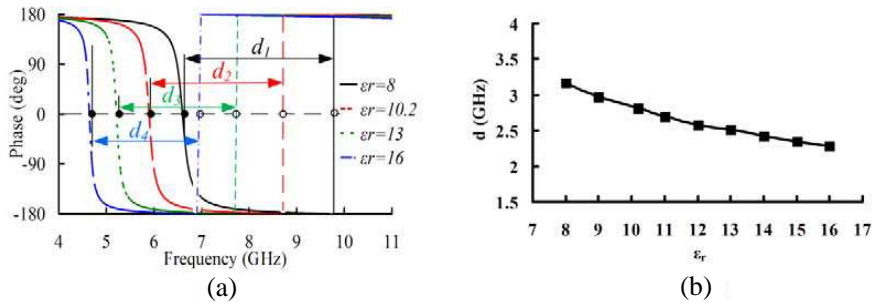 180
90
0
-90
-180
Phase (deg)
d1
d2
d3
d4
εr=8
εr=10.2
εr=13
εr=16
4 5 6 7 8 9 10 11
Frequency (GHz)
(a)
4
3.5
3
2.5
2
1.5
d (GHz)
7 8 9 10 11 12 13 14 15 16 17
εr
(b)